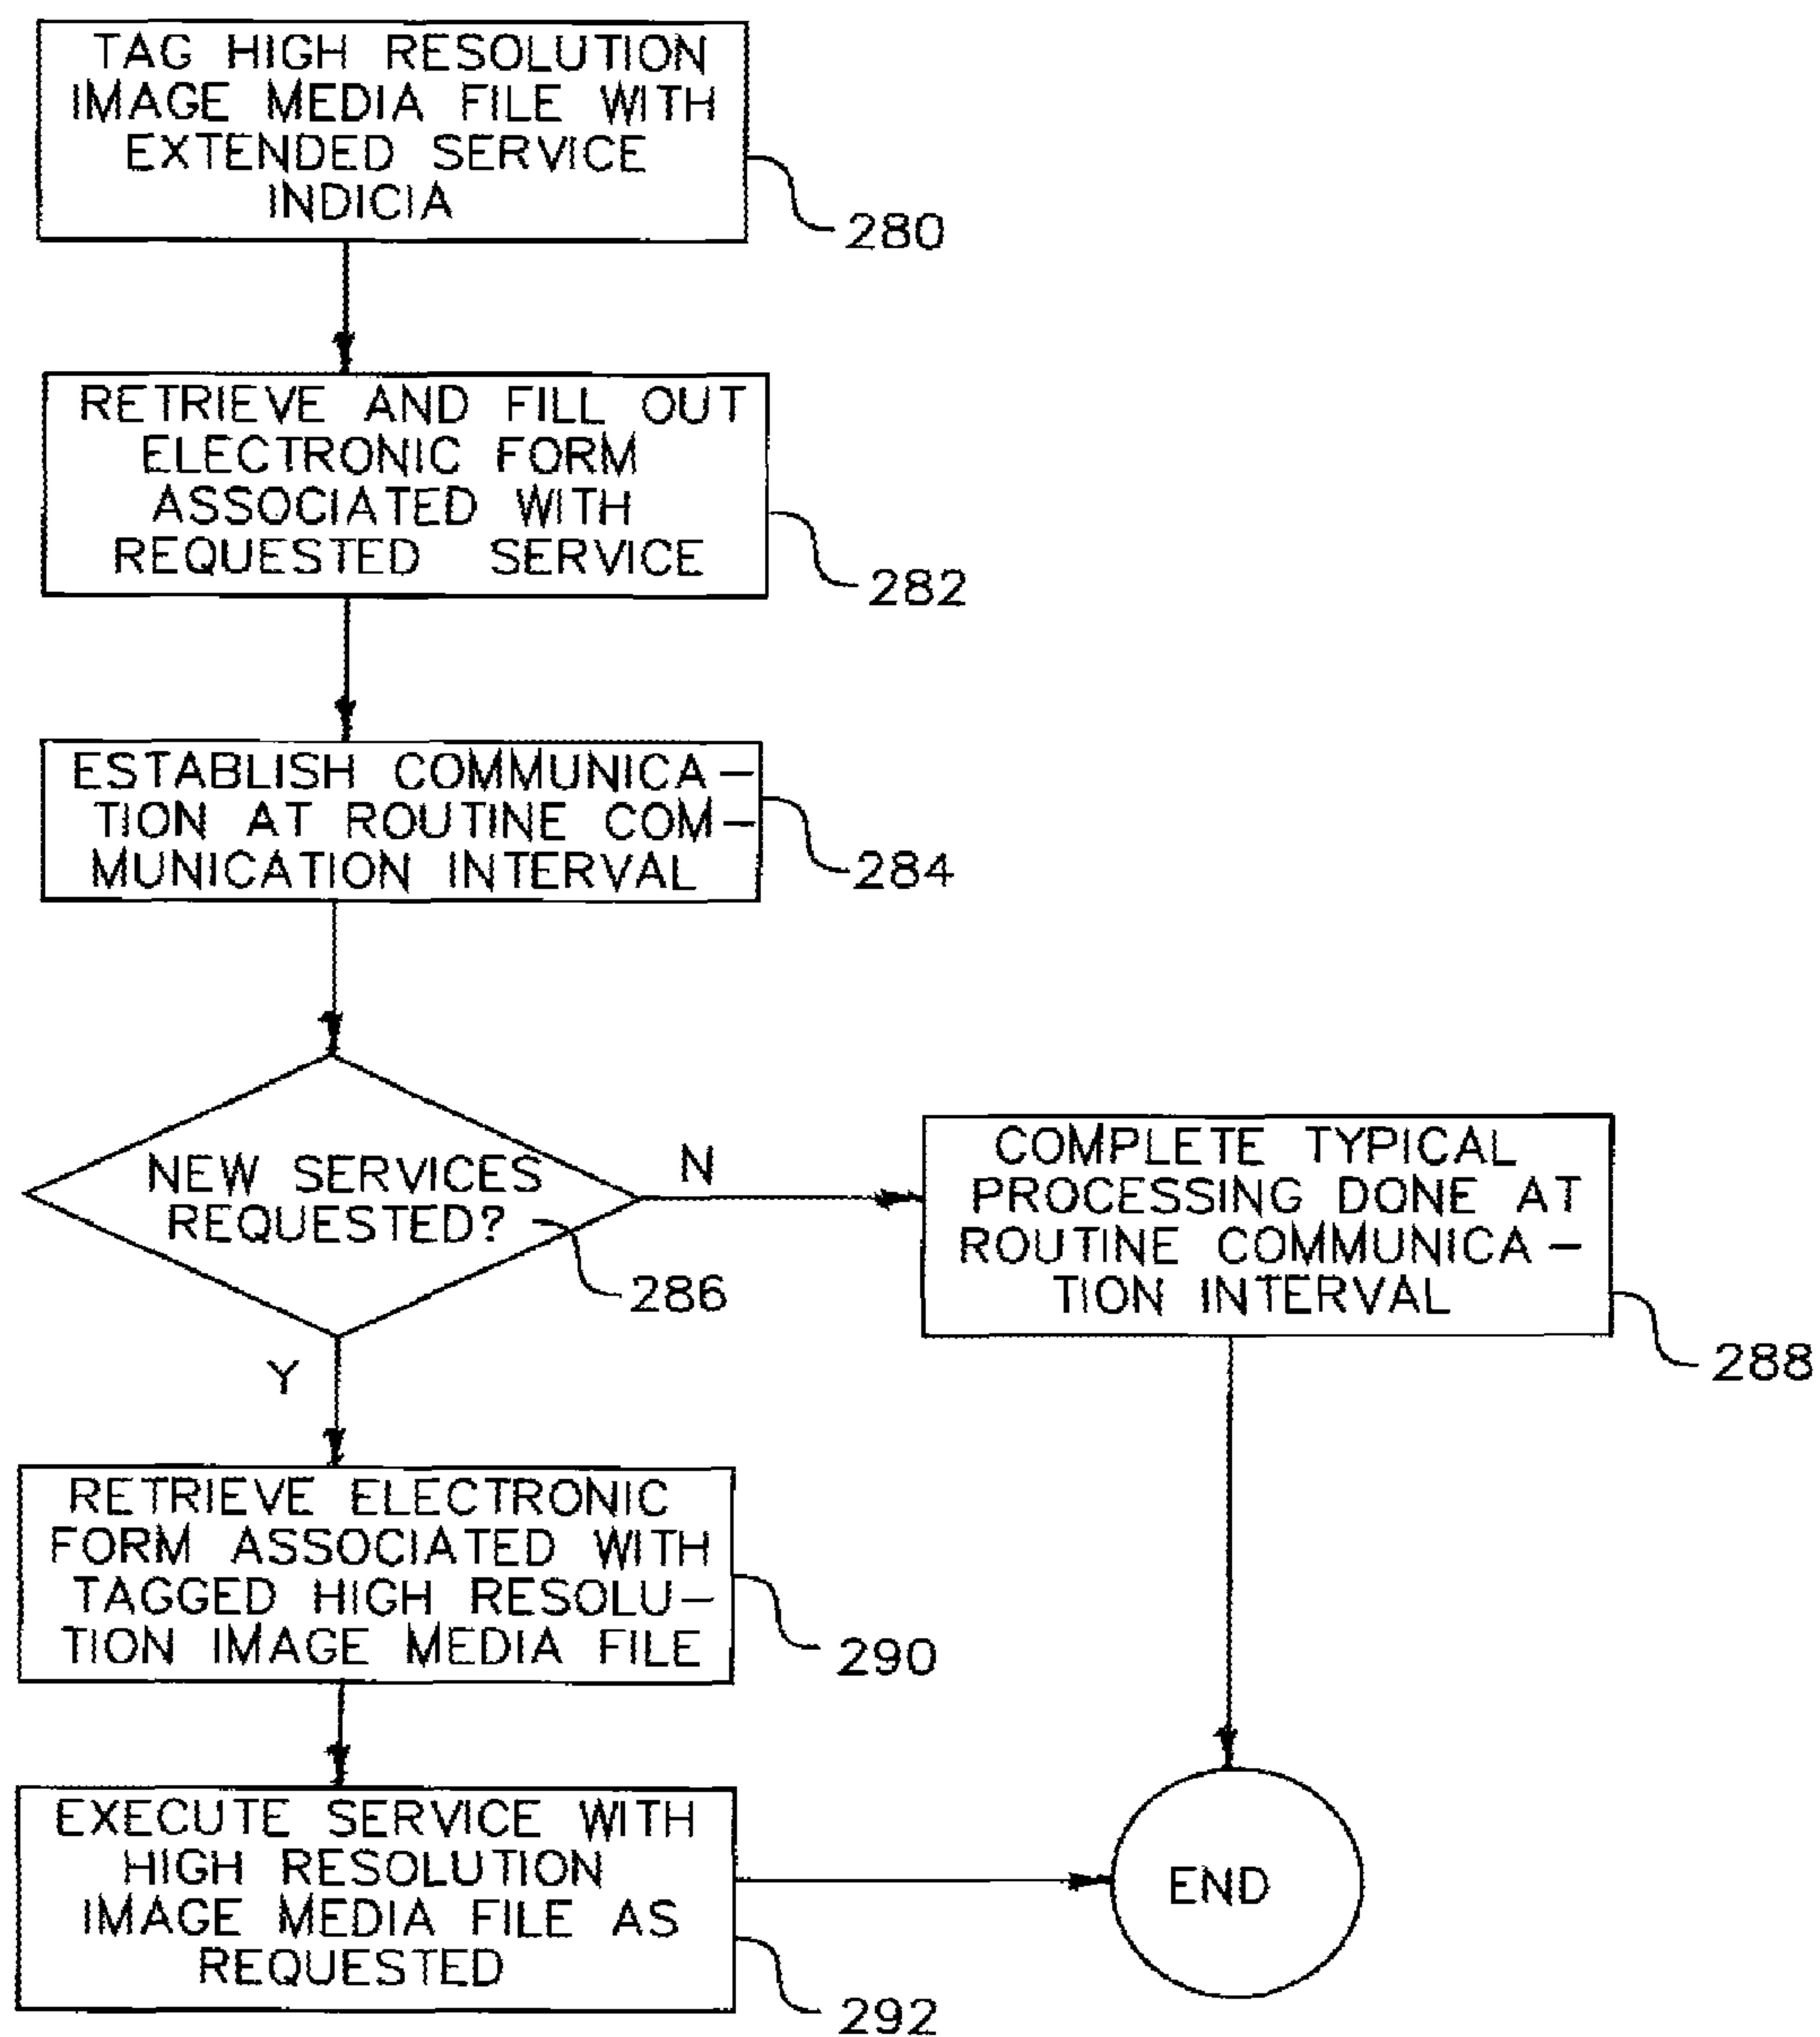 TAG HIGH RESOLUTION
IMAGE MEDIA FILE WITH
EXTENDED SERVICE
INDICIA
280
RETRIEVE AND FILL OUT
ELECTRONIC FORM
ASSOCIATED WITH
REQUESTED SERVICE
282
ESTABLISH COMMUNICA-
TION AT ROUTINE COM-
MUNICATION INTERVAL
284
NEW SERVICES
REQUESTED?
286
N
COMPLETE TYPICAL
PROCESSING DONE AT
ROUTINE COMMUNICA-
TION INTERVAL
288
Y
RETRIEVE ELECTRONIC
FORM ASSOCIATED WITH
TAGGED HIGH RESOLU-
TION IMAGE MEDIA FILE
290
EXECUTE SERVICE WITH
HIGH RESOLUTION
IMAGE MEDIA FILE AS
REQUESTED
292
END